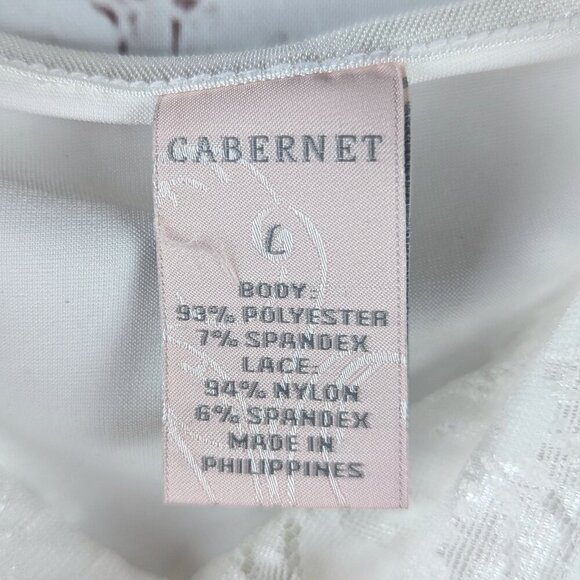 CABERNET
L
BODY:
93% POLYESTER
7% SPANDEX
LACE:
94% NYLON
6% SPANDEX
MADE IN
PHILIPPINES